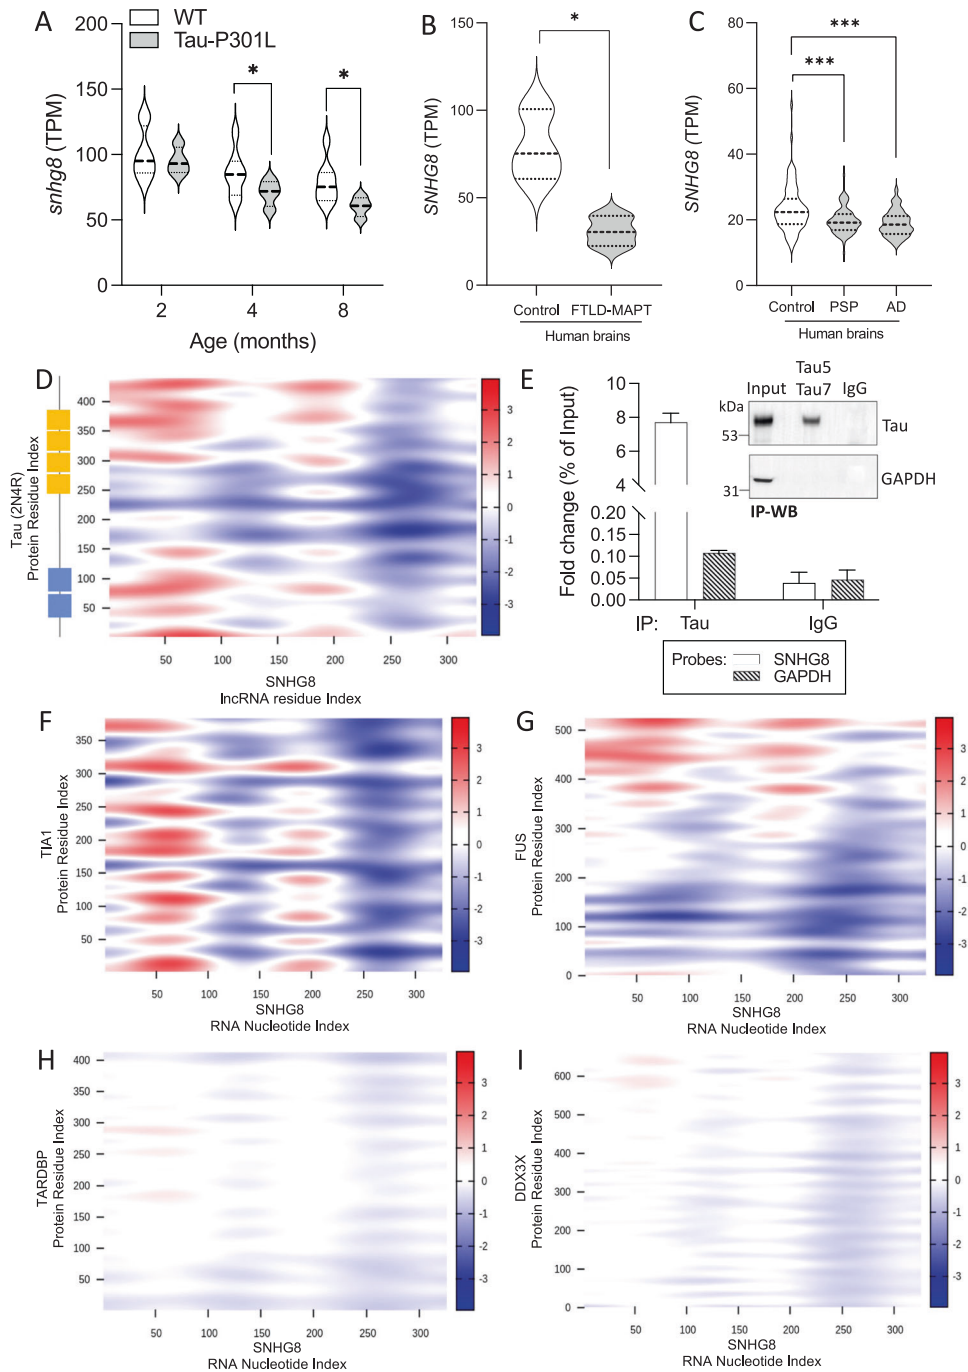 A
WT
Tau-P301L
snhg8 (TPM)
200
150
100
50
0
*
*
2
4
8
Age (months)
B
*
SNHG8 (TPM)
150
100
50
0
Control
FTLD-MAPT
Human brains
C
***
***
SNHG8 (TPM)
80
60
40
20
0
Control
PSP
AD
Human brains
D
Tau (2N4R)
Protein Residue Index
400
350
300
250
200
150
100
50
50
100
150
200
250
300
SNHG8
lncRNA residue Index
3
2
1
0
-1
-2
-3
E
Fold change (% of Input)
10
8
6
4
0.20
0.15
0.10
0.05
0.00
IP:
Tau
IgG
Probes:
SNHG8
GAPDH
Tau5
Input
Tau7
IgG
kDa
53
Tau
31
GAPDH
IP-WB
F
TIA1
Protein Residue Index
350
300
250
200
150
100
50
50
100
150
200
250
300
SNHG8
RNA Nucleotide Index
3
2
1
0
-1
-2
-3
G
FUS
Protein Residue Index
500
400
300
200
100
0
50
100
150
200
250
300
SNHG8
RNA Nucleotide Index
3
2
1
0
-1
-2
-3
H
TARDBP
Protein Residue Index
400
350
300
250
200
150
100
50
50
100
150
200
250
300
SNHG8
RNA Nucleotide Index
3
2
1
0
-1
-2
-3
I
DDX3X
Protein Residue Index
600
500
400
300
200
100
0
50
100
150
200
250
300
SNHG8
RNA Nucleotide Index
3
2
1
0
-1
-2
-3